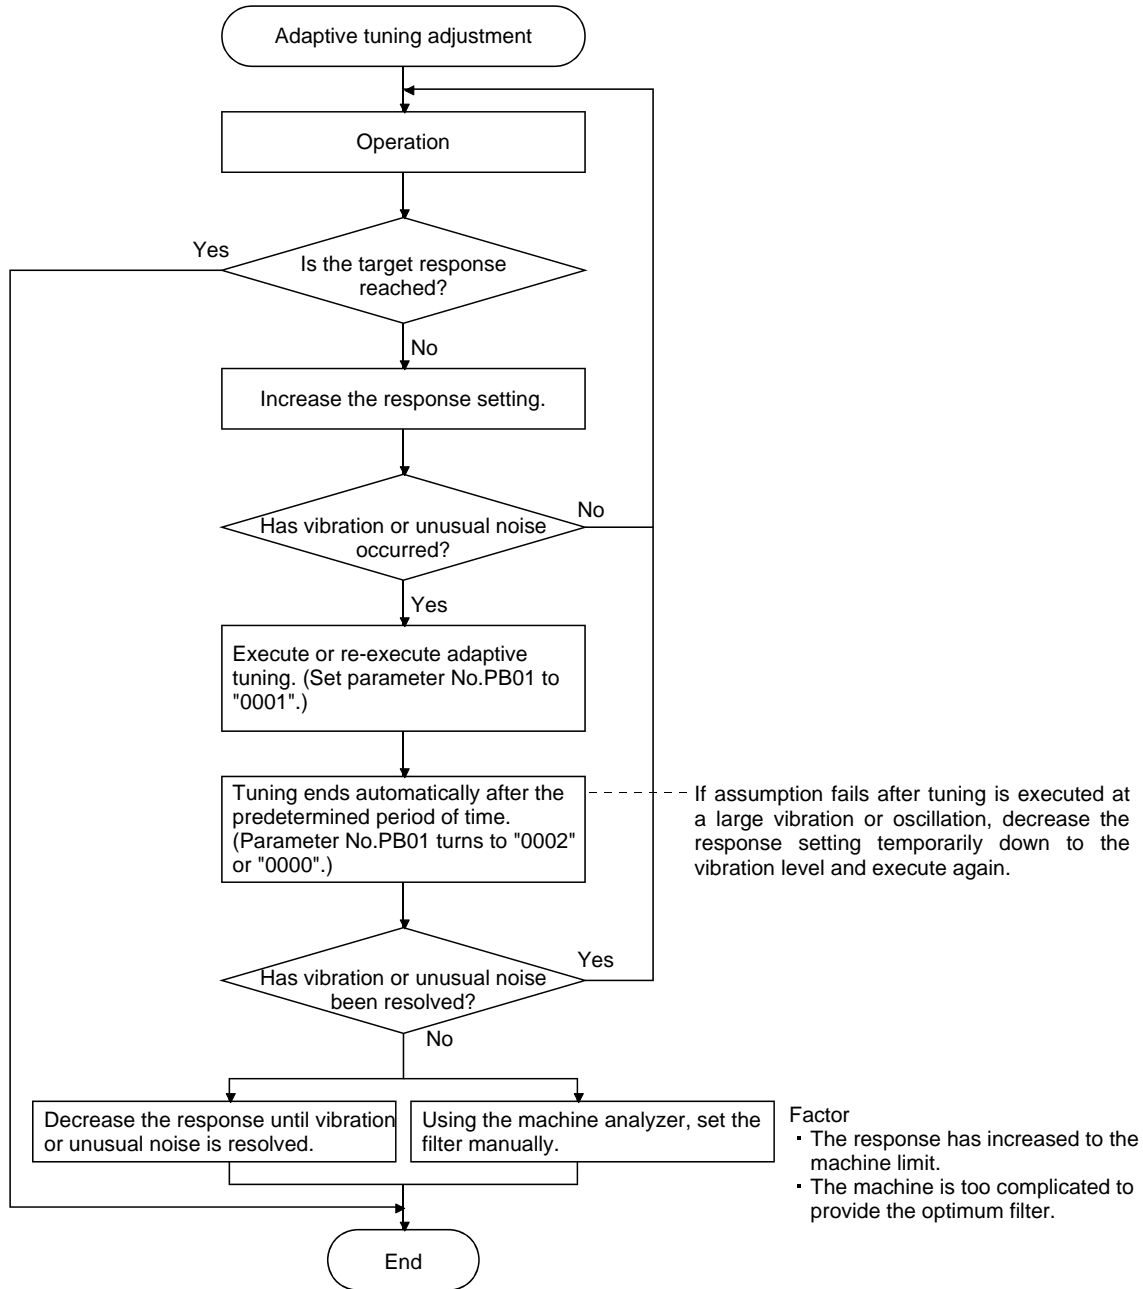 Adaptive tuning adjustment
Operation
Yes
Is the target response
reached?
No
Increase the response setting.
No
Has vibration or unusual noise
occurred?
Yes
Execute or re-execute adaptive
tuning. (Set parameter No.PB01 to
"0001".)
Tuning ends automatically after the
predetermined period of time.
(Parameter No.PB01 turns to "0002"
or "0000".)
If assumption fails after tuning is executed at
a large vibration or oscillation, decrease the
response setting temporarily down to the
vibration level and execute again.
Yes
Has vibration or unusual noise
been resolved?
No
Decrease the response until vibration
or unusual noise is resolved.
Using the machine analyzer, set the
filter manually.
Factor
・The response has increased to the
machine limit.
・The machine is too complicated to
provide the optimum filter.
End